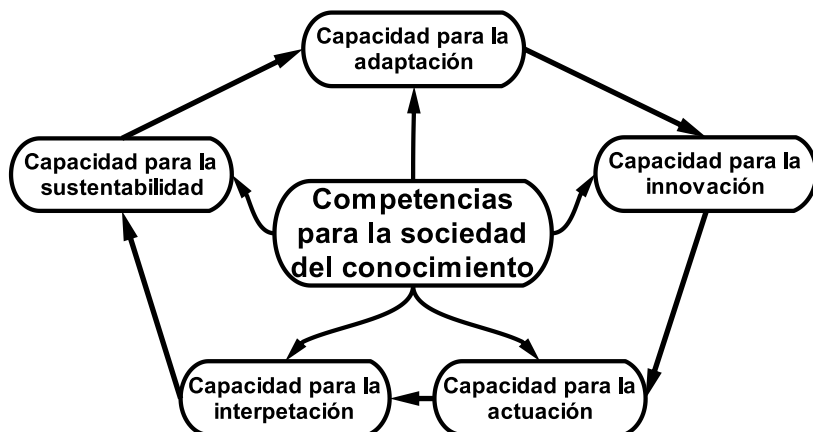 Capacidad para la
adaptación
Capacidad para la
sustentabilidad
Capacidad para la
innovación
Competencias
para la sociedad
del conocimiento
Capacidad para la
interpetación
Capacidad para la
actuación